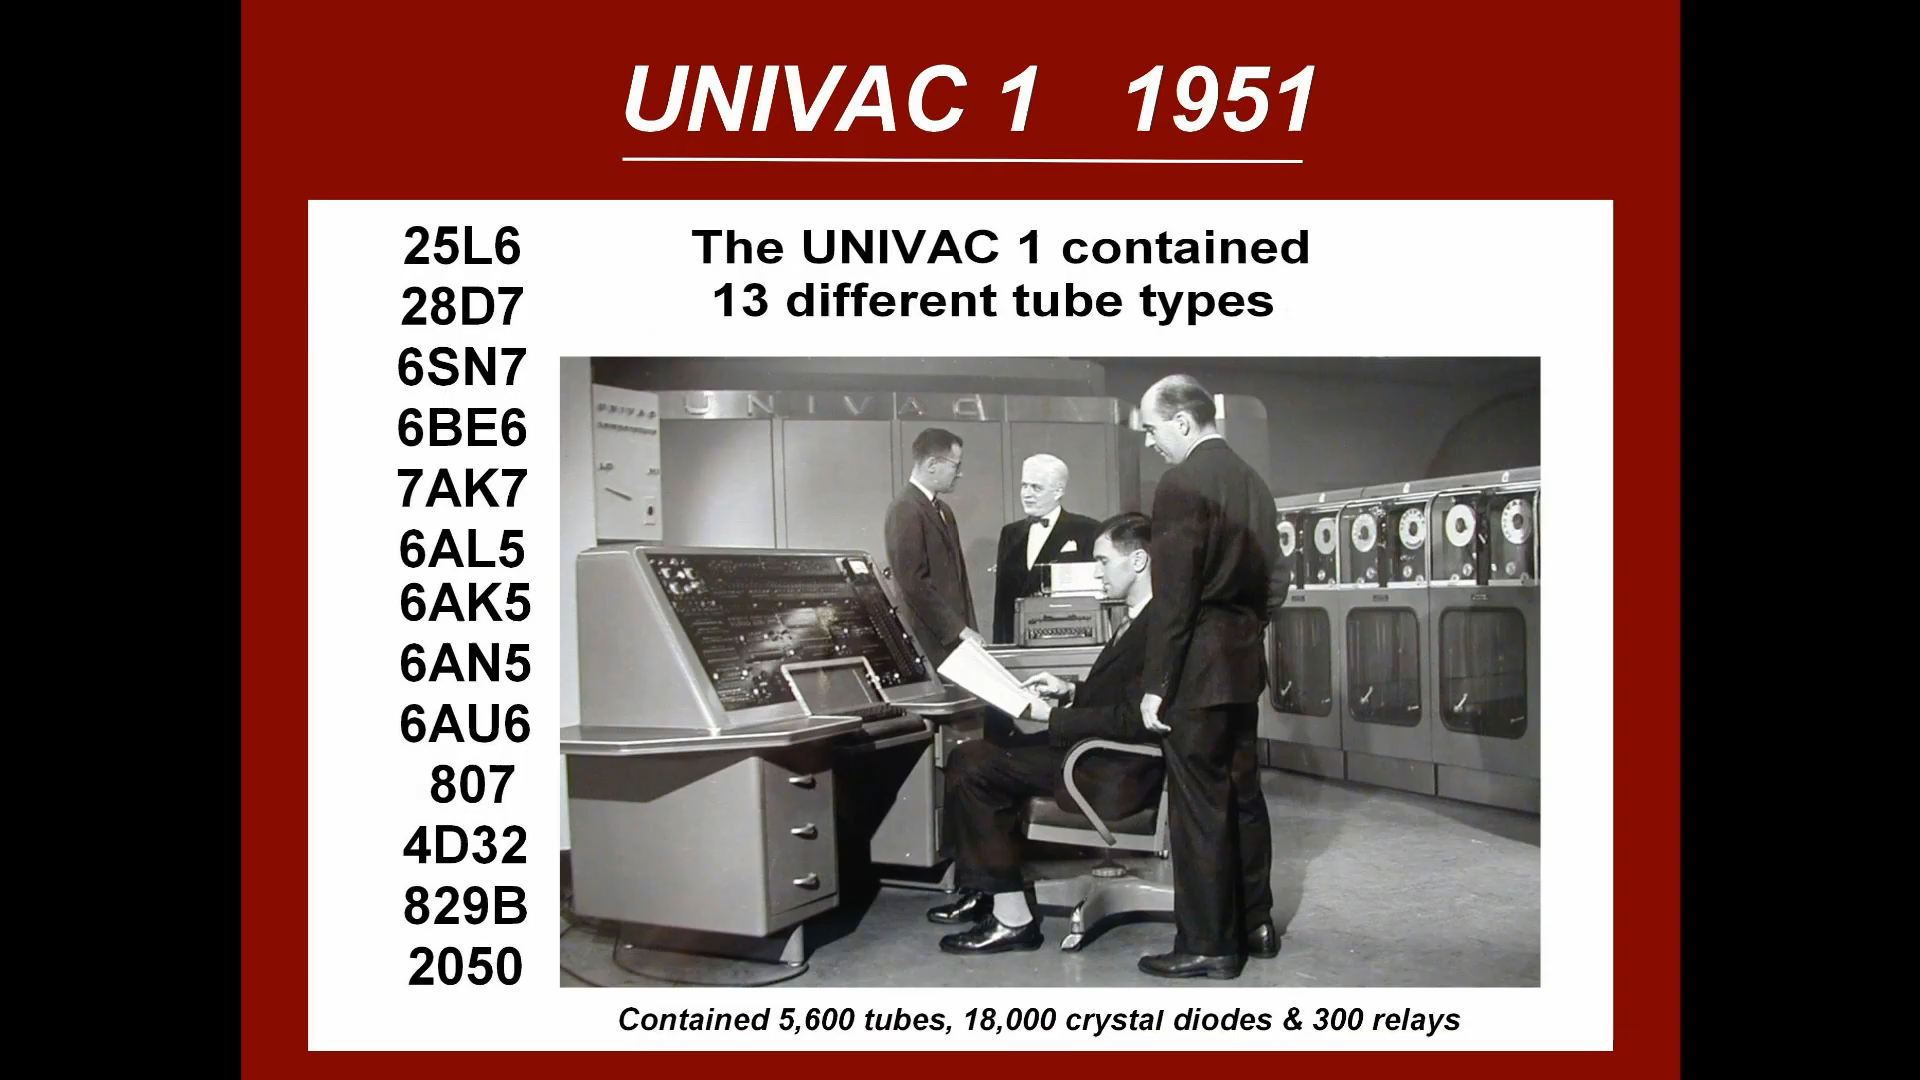 UNIVAC 1 1951
25L6
28D7
6SN7
6BE6
7AK7
6AL5
6AK5
6AN5
6AU6
807
4D32
829B
2050
The UNIVAC 1 contained
13 different tube types
UNIVAC
UNIVAC
Contained 5,600 tubes, 18,000 crystal diodes & 300 relays